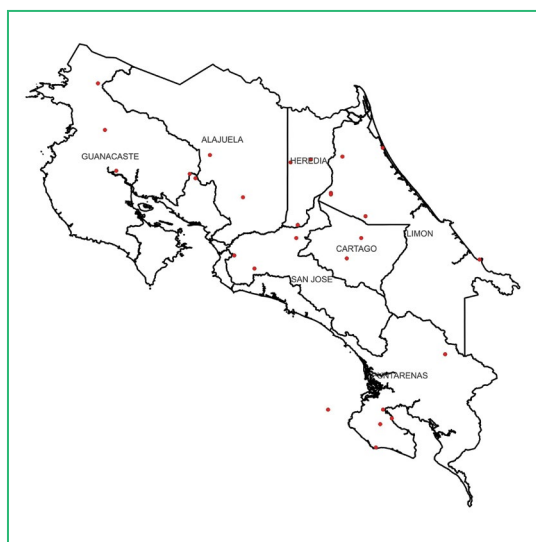 ALAJUELA
GUANACASTE
HEREDIA
LIMON
CARTAGO
SAN JOSE
PUNTARENAS